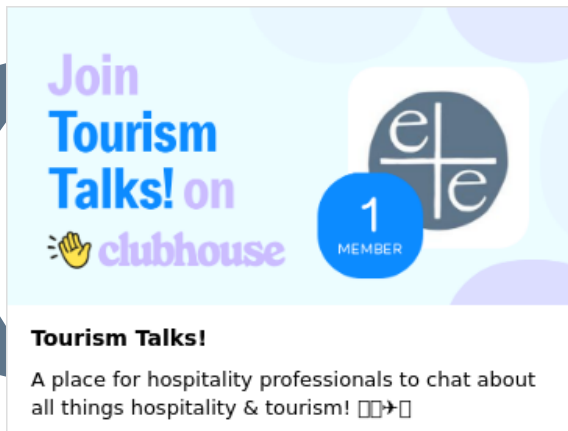 Join
Tourism
Talks! on
clubhouse
e
e
1
MEMBER
Tourism Talks!
A place for hospitality professionals to chat about
all things hospitality & tourism! ✈